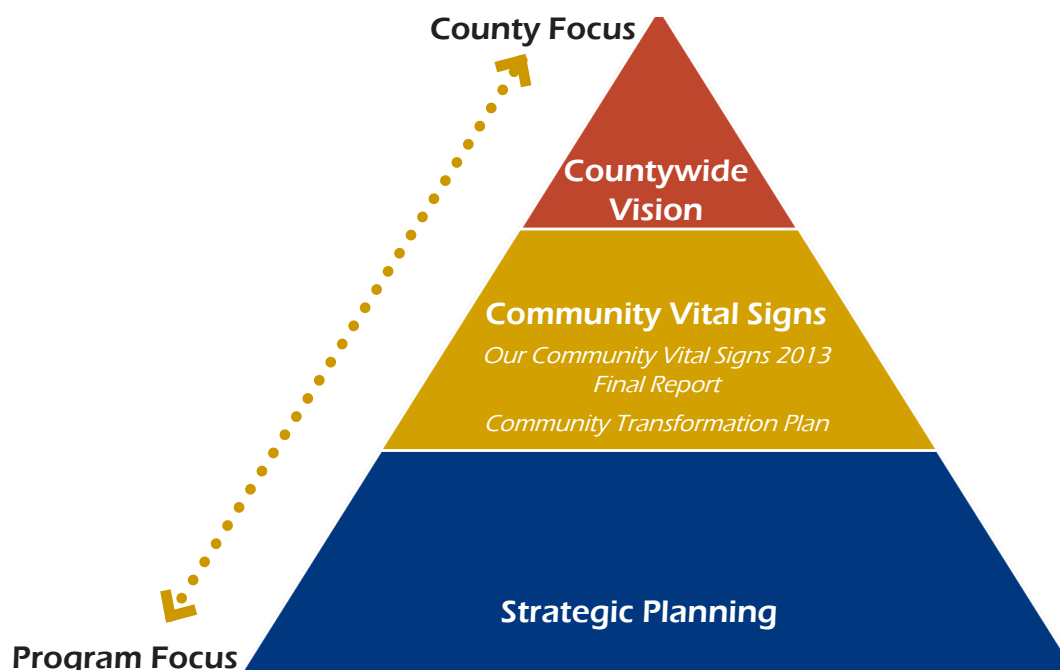 County Focus
Countywide
Vision
Community Vital Signs
Our Community Vital Signs 2013
Final Report
Community Transformation Plan
Strategic Planning
Program Focus